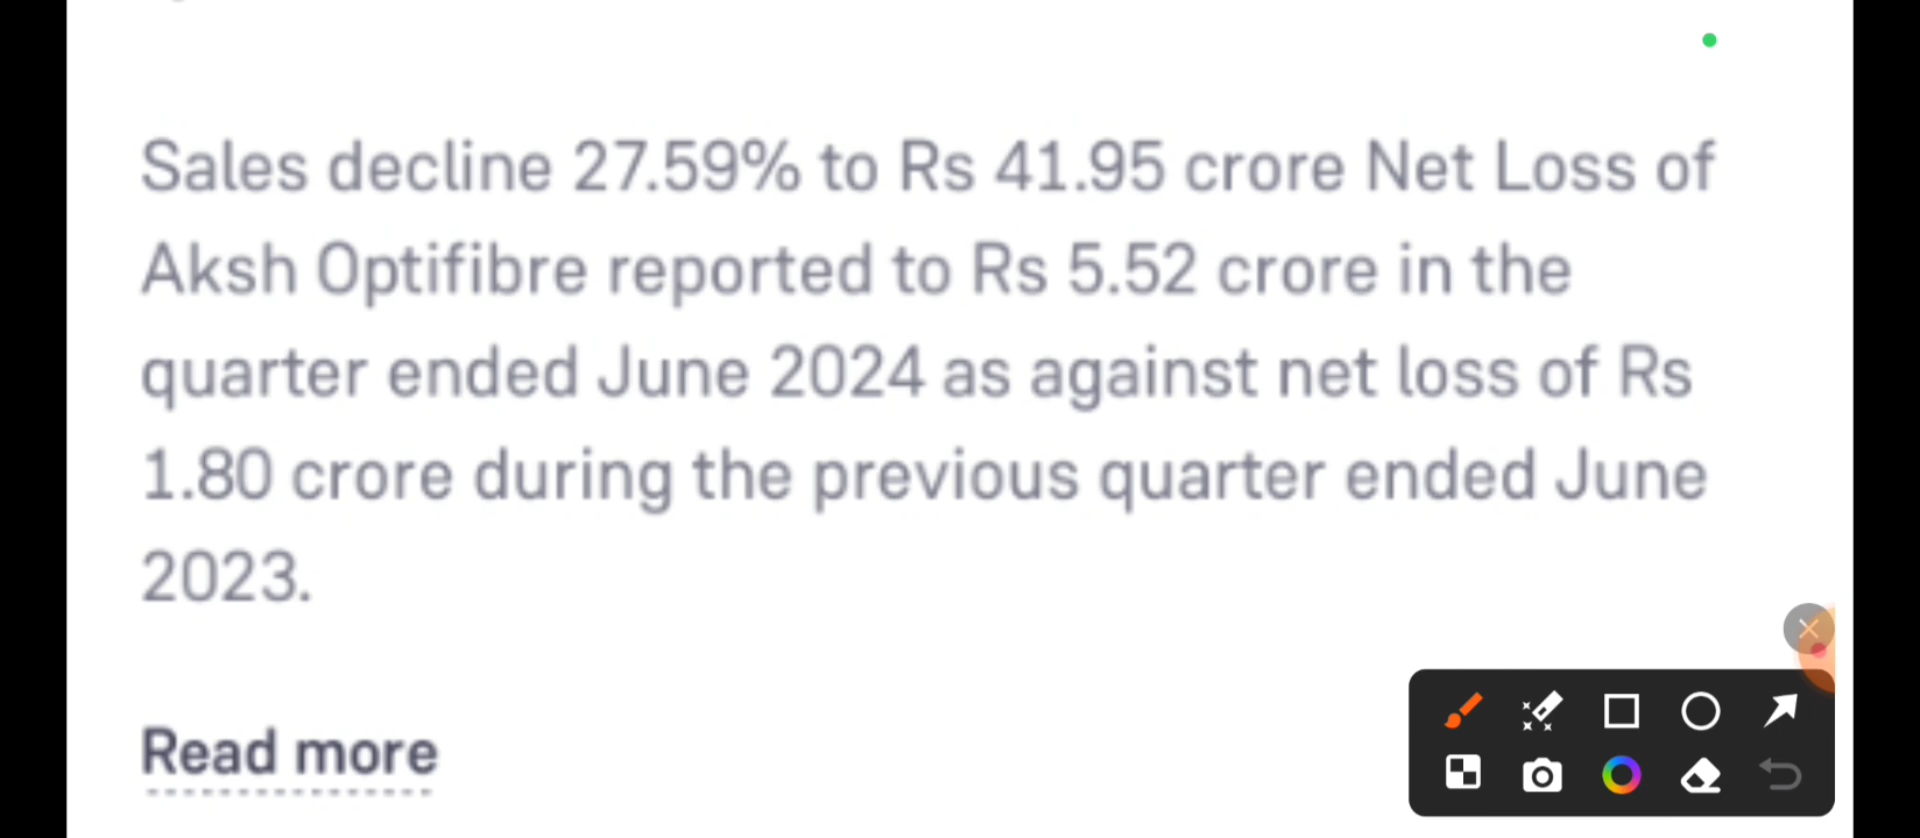 Sales decline 27.59% to Rs 41.95 crore Net Loss of
Aksh Optifibre reported to Rs 5.52 crore in the
quarter ended June 2024 as against net loss of Rs
1.80 crore during the previous quarter ended June
2023.
Read more